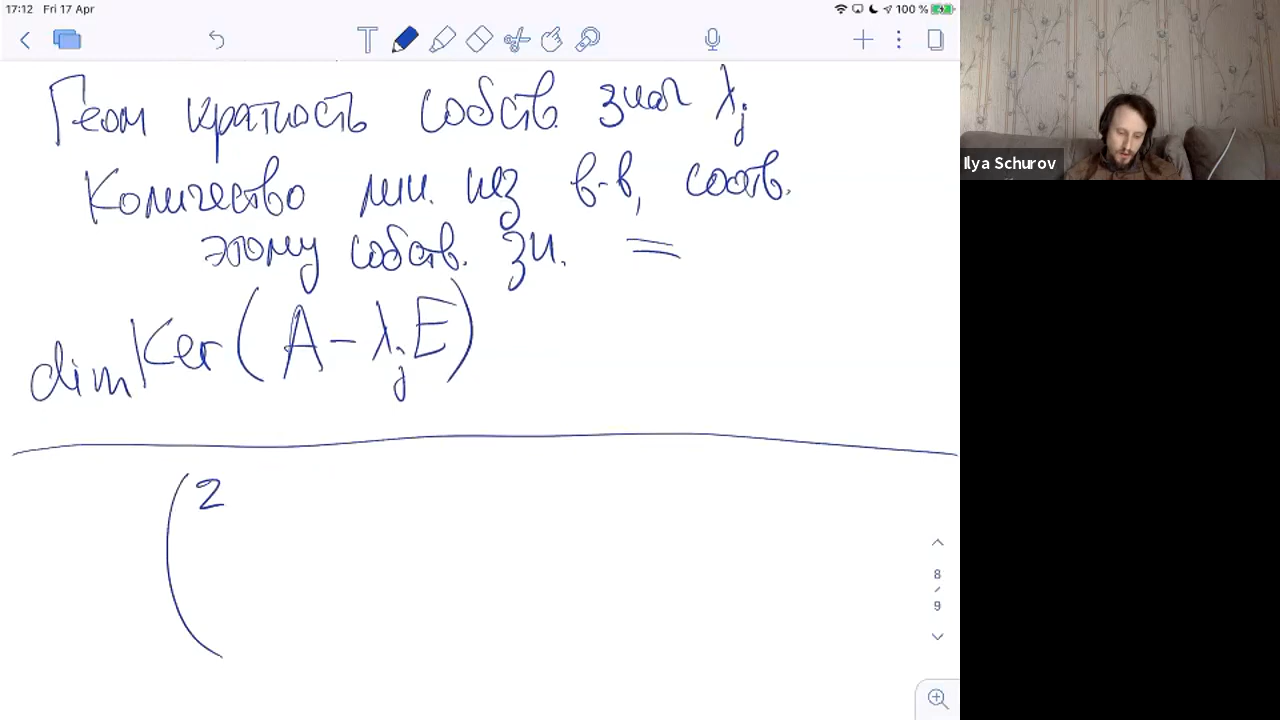 17:12 Fri 17 Apr
100 %
T
Геом кратность собств. знач λj
Количество лин. нез в-в, соотв.
этому собств. зн. =
dim Ker (A - λjE)
(2
8
9
Ilya Schurov